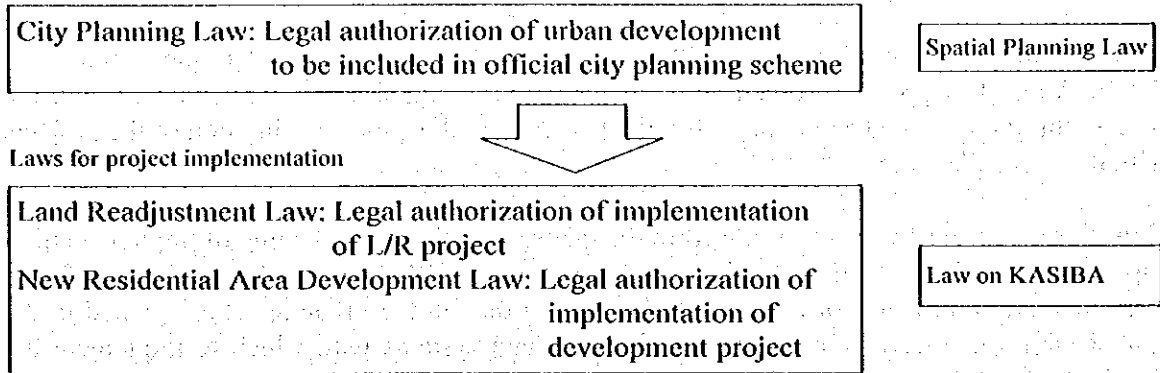 City Planning Law: Legal authorization of urban development
to be included in official city planning scheme
Spatial Planning Law
Laws for project implementation
Land Readjustment Law: Legal authorization of implementation
of L/R project
New Residential Area Development Law: Legal authorization of
implementation of
development project
Law on KASIBA